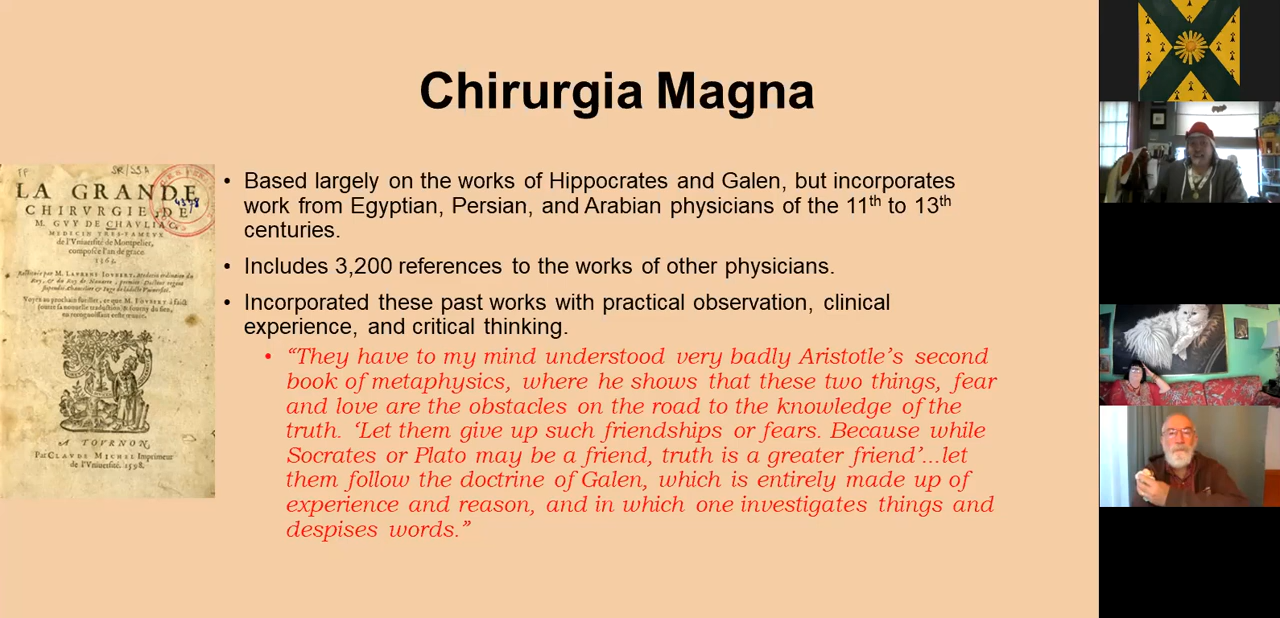 Chirurgia Magna
• Based largely on the works of Hippocrates and Galen, but incorporates
work from Egyptian, Persian, and Arabian physicians of the 11th to 13th
centuries.
• Includes 3,200 references to the works of other physicians.
• Incorporated these past works with practical observation, clinical
experience, and critical thinking.
• “They have to my mind understood very badly Aristotle’s second
book of metaphysics, where he shows that these two things, fear
and love are the obstacles on the road to the knowledge of the
truth. ‘Let them give up such friendships or fears. Because while
Socrates or Plato may be a friend, truth is a greater friend’...let
them follow the doctrine of Galen, which is entirely made up of
experience and reason, and in which one investigates things and
despises words.”
LA GRANDE
CHIRVRGIE DE
M. GVY DE CHAVLIAC,
MEDECIN TRES-FAMEVX
de l'Vniuersité de Montpelier,
composée l'an de grace
1363.
A TOVRNON,
Par CLAVDE MICHEL Imprimeur
de l'Vniuersité. 1598.